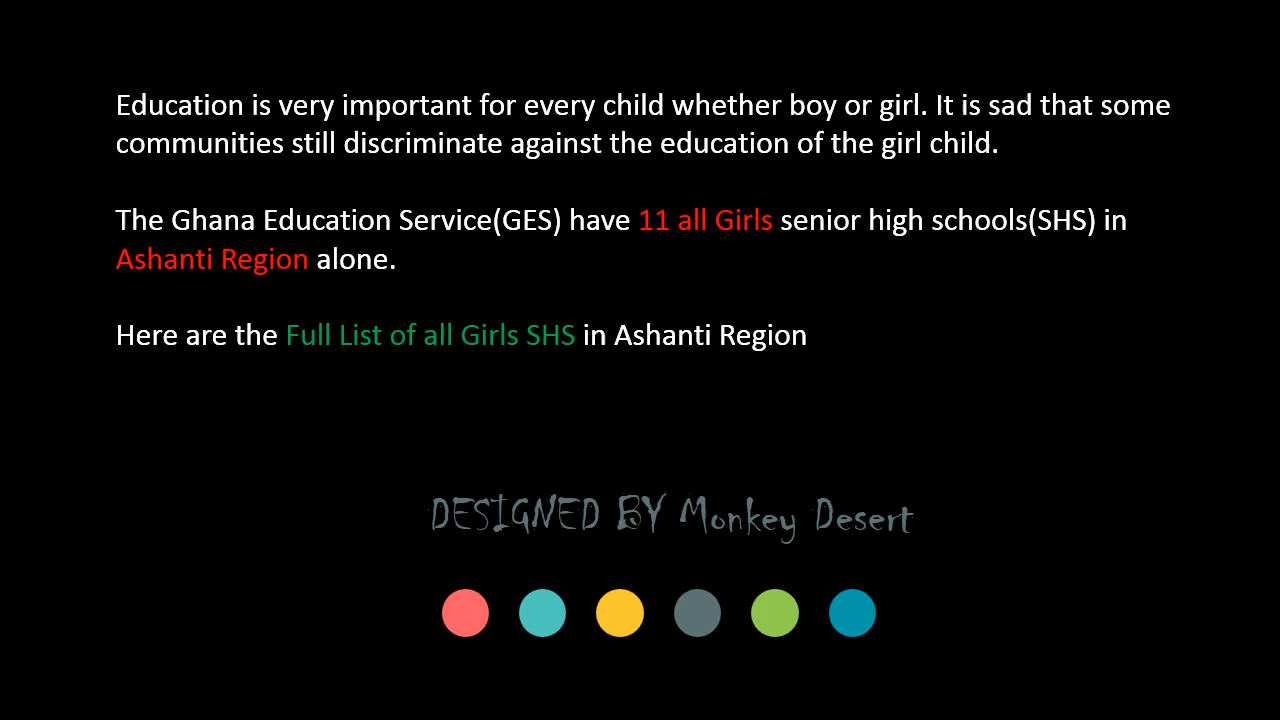 Education is very important for every child whether boy or girl. It is sad that some
communities still discriminate against the education of the girl child.
The Ghana Education Service(GES) have 11 all Girls senior high schools(SHS) in
Ashanti Region alone.
Here are the Full List of all Girls SHS in Ashanti Region
DESIGNED BY Monkey Desert